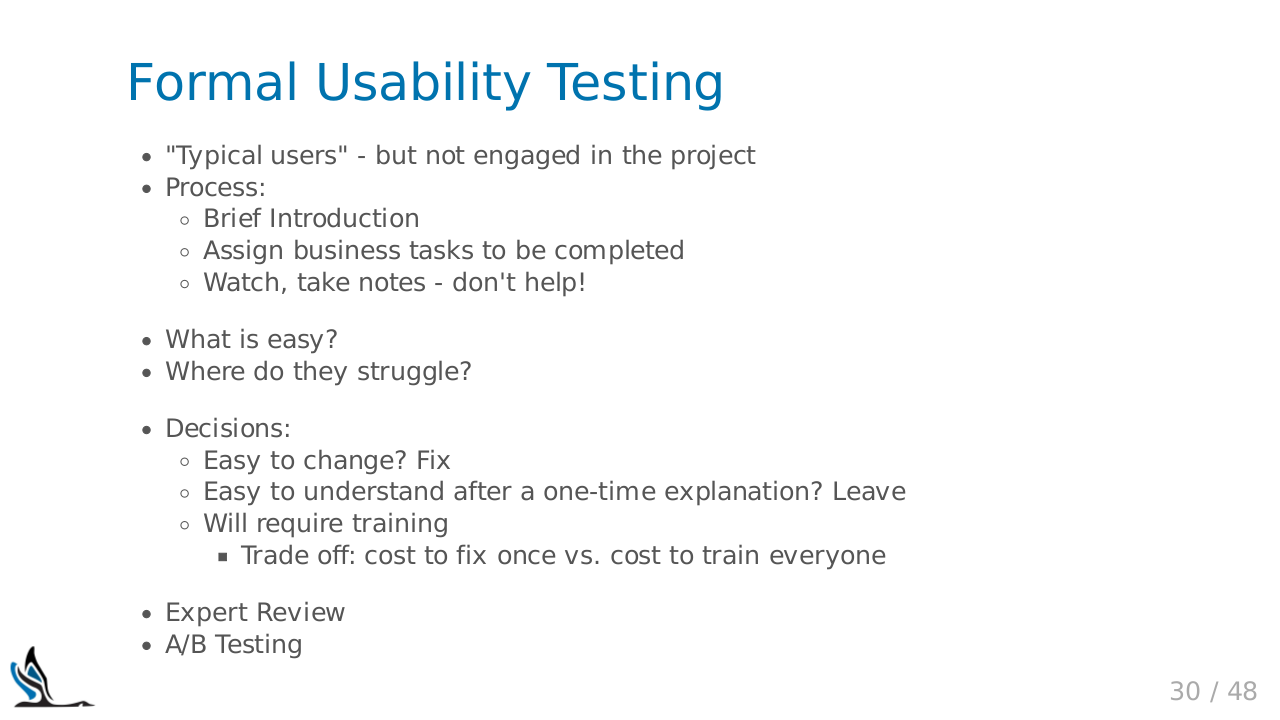 Formal Usability Testing
"Typical users" - but not engaged in the project
Process:
Brief Introduction
Assign business tasks to be completed
Watch, take notes - don't help!
What is easy?
Where do they struggle?
Decisions:
Easy to change? Fix
Easy to understand after a one-time explanation? Leave
Will require training
Trade off: cost to fix once vs. cost to train everyone
Expert Review
A/B Testing
30 / 48